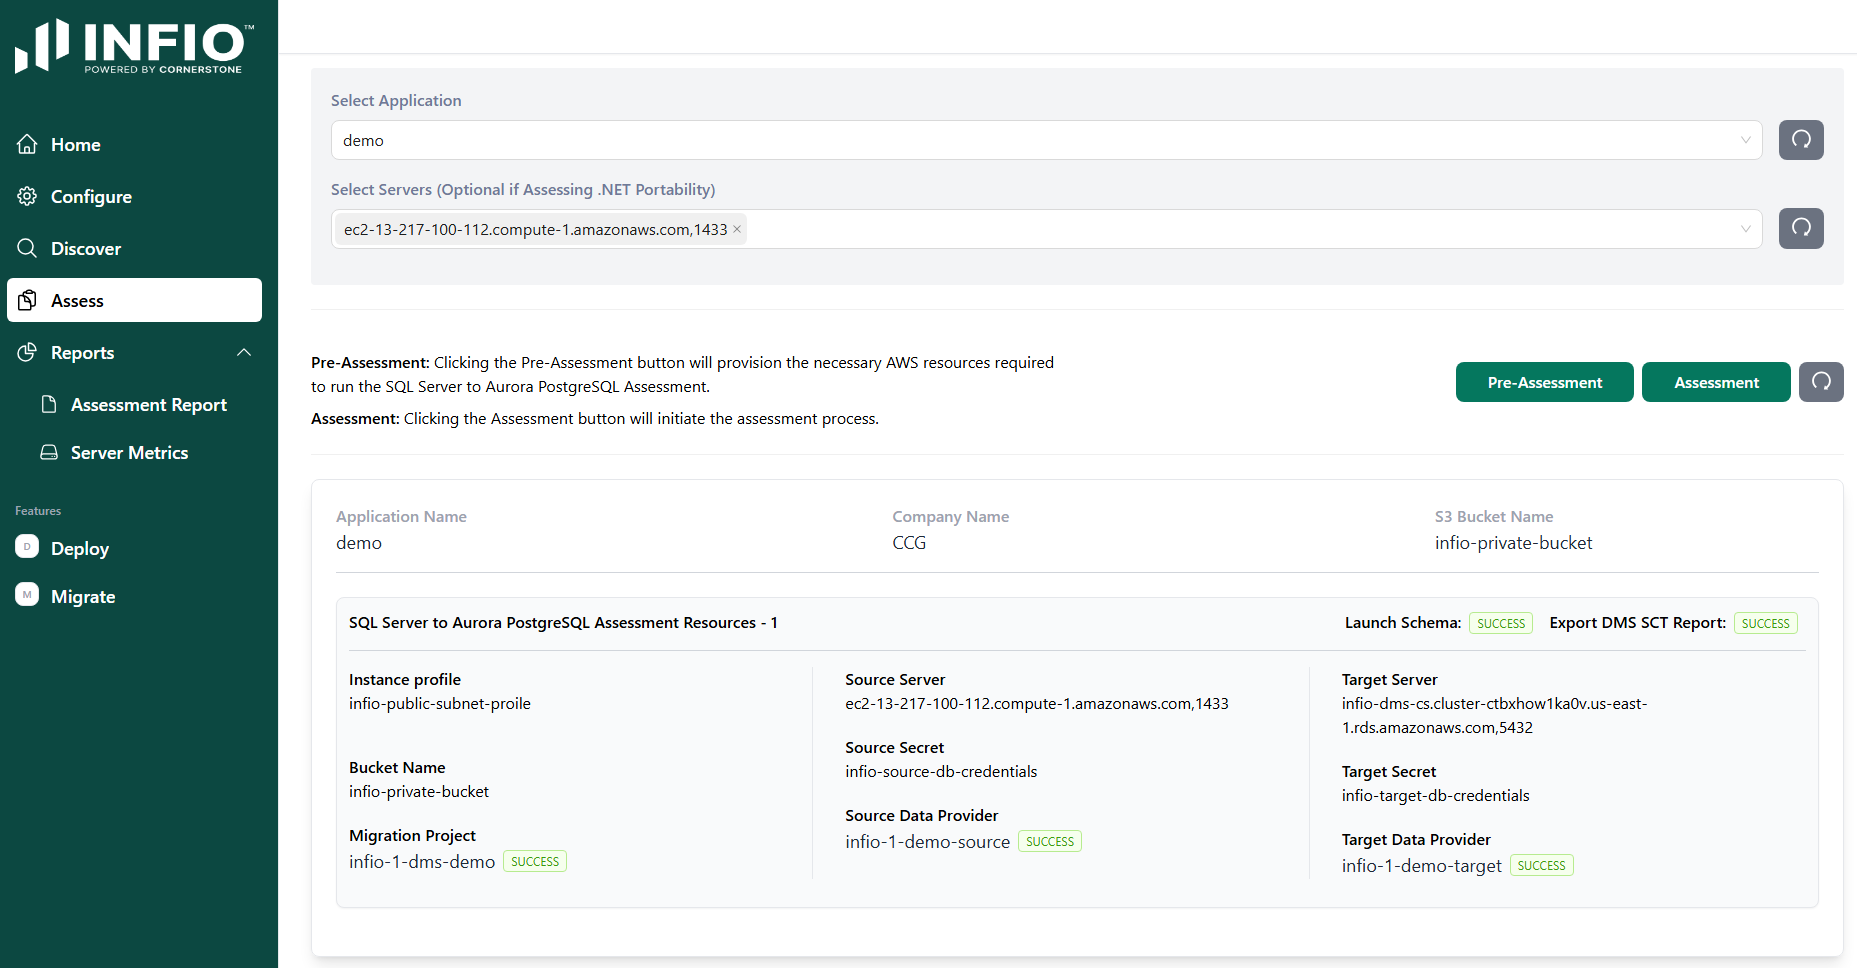 INFIO™
POWERED BY CORNERSTONE
Home
Configure
Discover
Assess
Reports
Assessment Report
Server Metrics
Features
D
Deploy
M
Migrate
Select Application
demo
Select Servers (Optional if Assessing .NET Portability)
ec2-13-217-100-112.compute-1.amazonaws.com,1433 ×
Pre-Assessment: Clicking the Pre-Assessment button will provision the necessary AWS resources required
to run the SQL Server to Aurora PostgreSQL Assessment.
Assessment: Clicking the Assessment button will initiate the assessment process.
Pre-Assessment
Assessment
Application Name
demo
Company Name
CCG
S3 Bucket Name
infio-private-bucket
SQL Server to Aurora PostgreSQL Assessment Resources - 1
Launch Schema: SUCCESS
Export DMS SCT Report: SUCCESS
Instance profile
infio-public-subnet-proile
Bucket Name
infio-private-bucket
Migration Project
infio-1-dms-demo SUCCESS
Source Server
ec2-13-217-100-112.compute-1.amazonaws.com,1433
Source Secret
infio-source-db-credentials
Source Data Provider
infio-1-demo-source SUCCESS
Target Server
infio-dms-cs.cluster-ctbxhow1ka0v.us-east-
1.rds.amazonaws.com,5432
Target Secret
infio-target-db-credentials
Target Data Provider
infio-1-demo-target SUCCESS